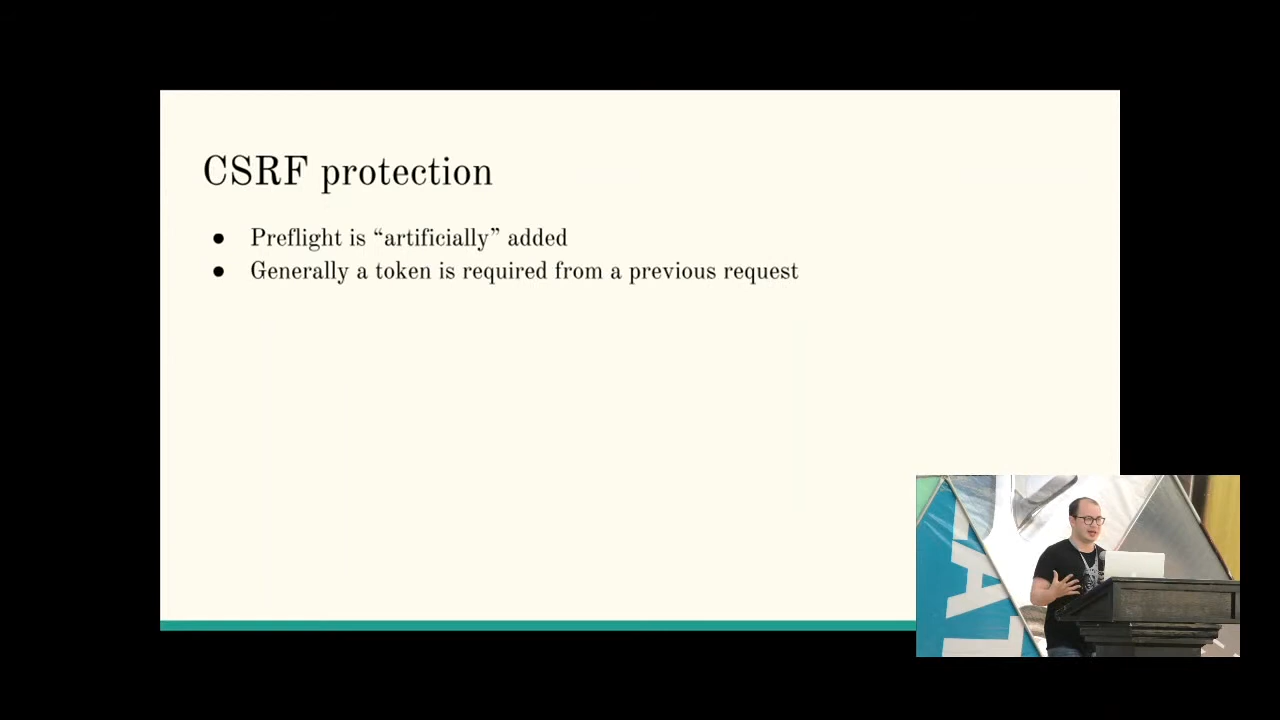 CSRF protection
● Preflight is “artificially” added
● Generally a token is required from a previous request